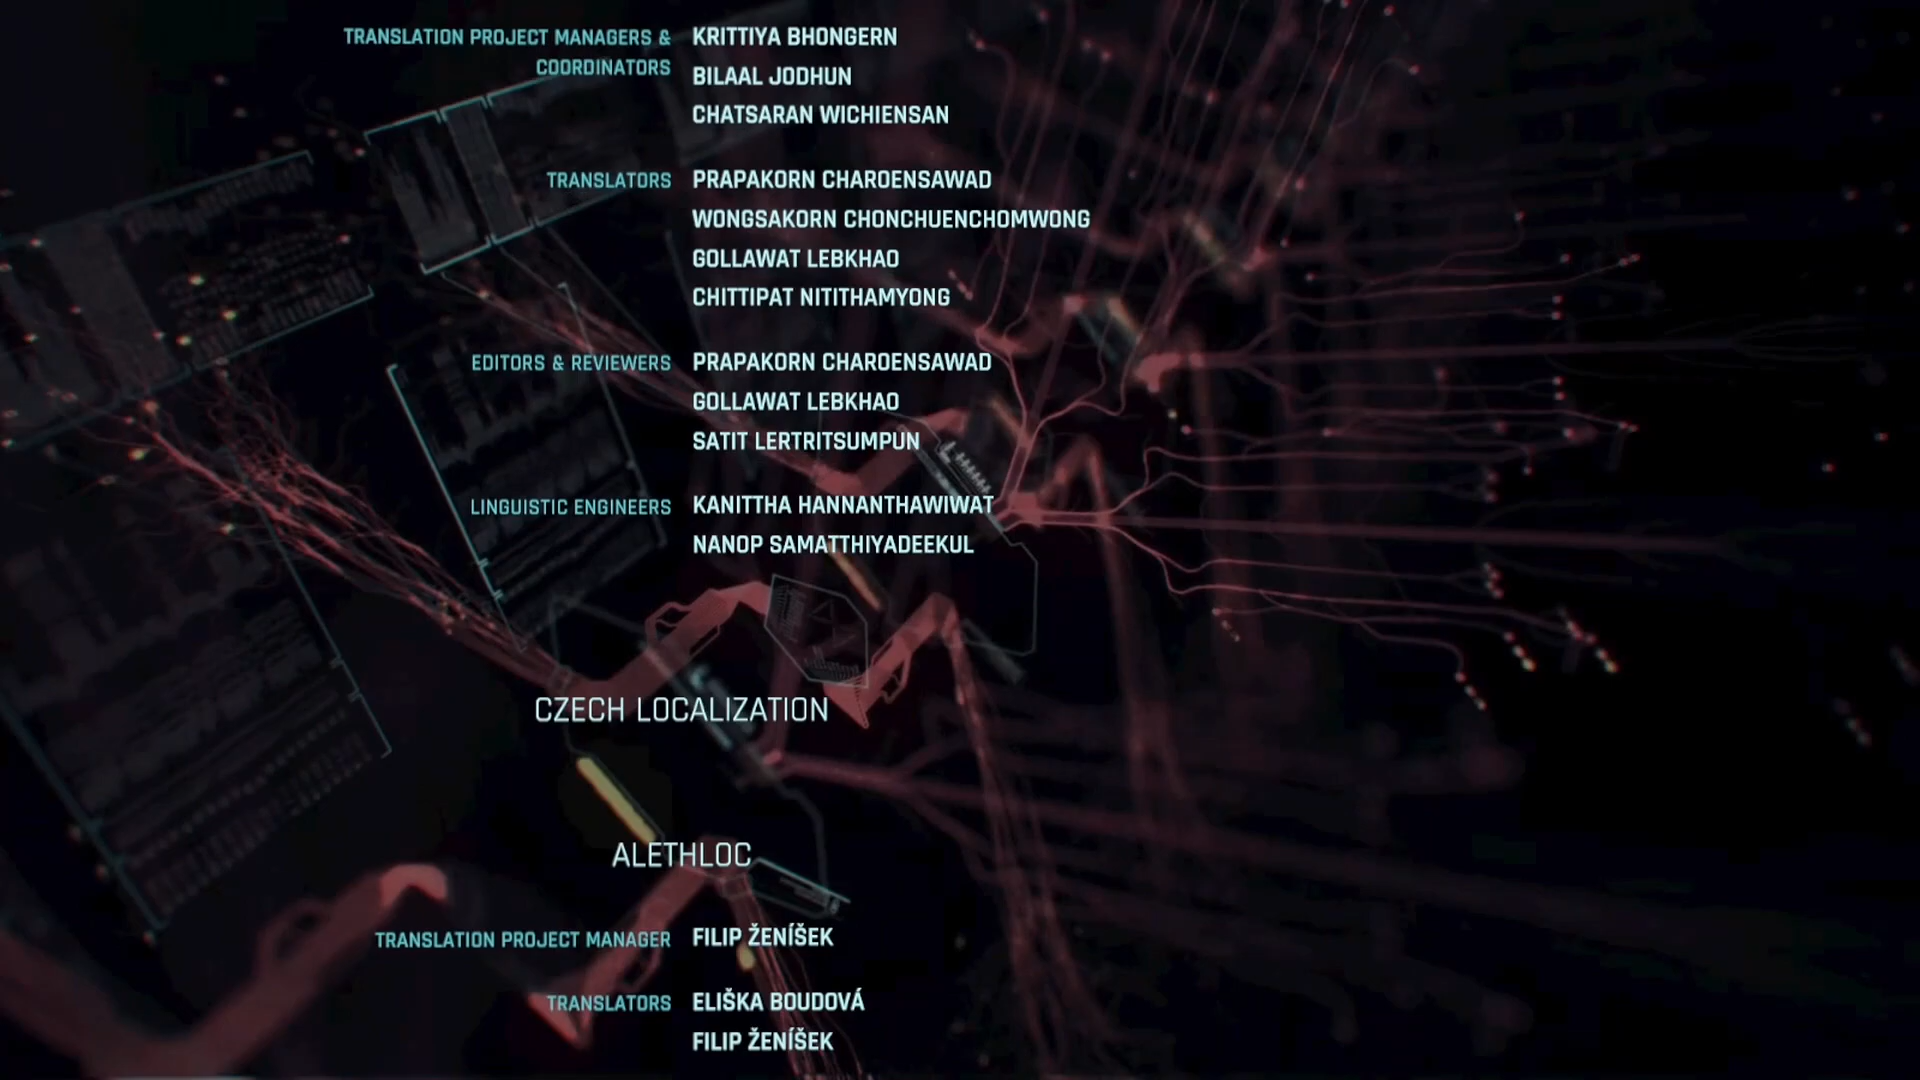 TRANSLATION PROJECT MANAGERS & KRITTIYA BHONGERN
COORDINATORS
BILAAL JODHUN
CHATSARAN WICHIENSAN
TRANSLATORS PRAPAKORN CHAROENSAWAD
WONGSAKORN CHONCHUENCHOMWONG
GOLLAWAT LEBKHAO
CHITTIPAT NITITHAMYONG
EDITORS & REVIEWERS PRAPAKORN CHAROENSAWAD
GOLLAWAT LEBKHAO
SATIT LERTRITSUMPUN
LINGUISTIC ENGINEERS KANITTHA HANNANTHAWIWAT
NANOP SAMATTHIYADEEKUL
CZECH LOCALIZATION
ALETHLOC
TRANSLATION PROJECT MANAGER FILIP ŽENÍŠEK
TRANSLATORS ELIŠKA BOUDOVÁ
FILIP ŽENÍŠEK